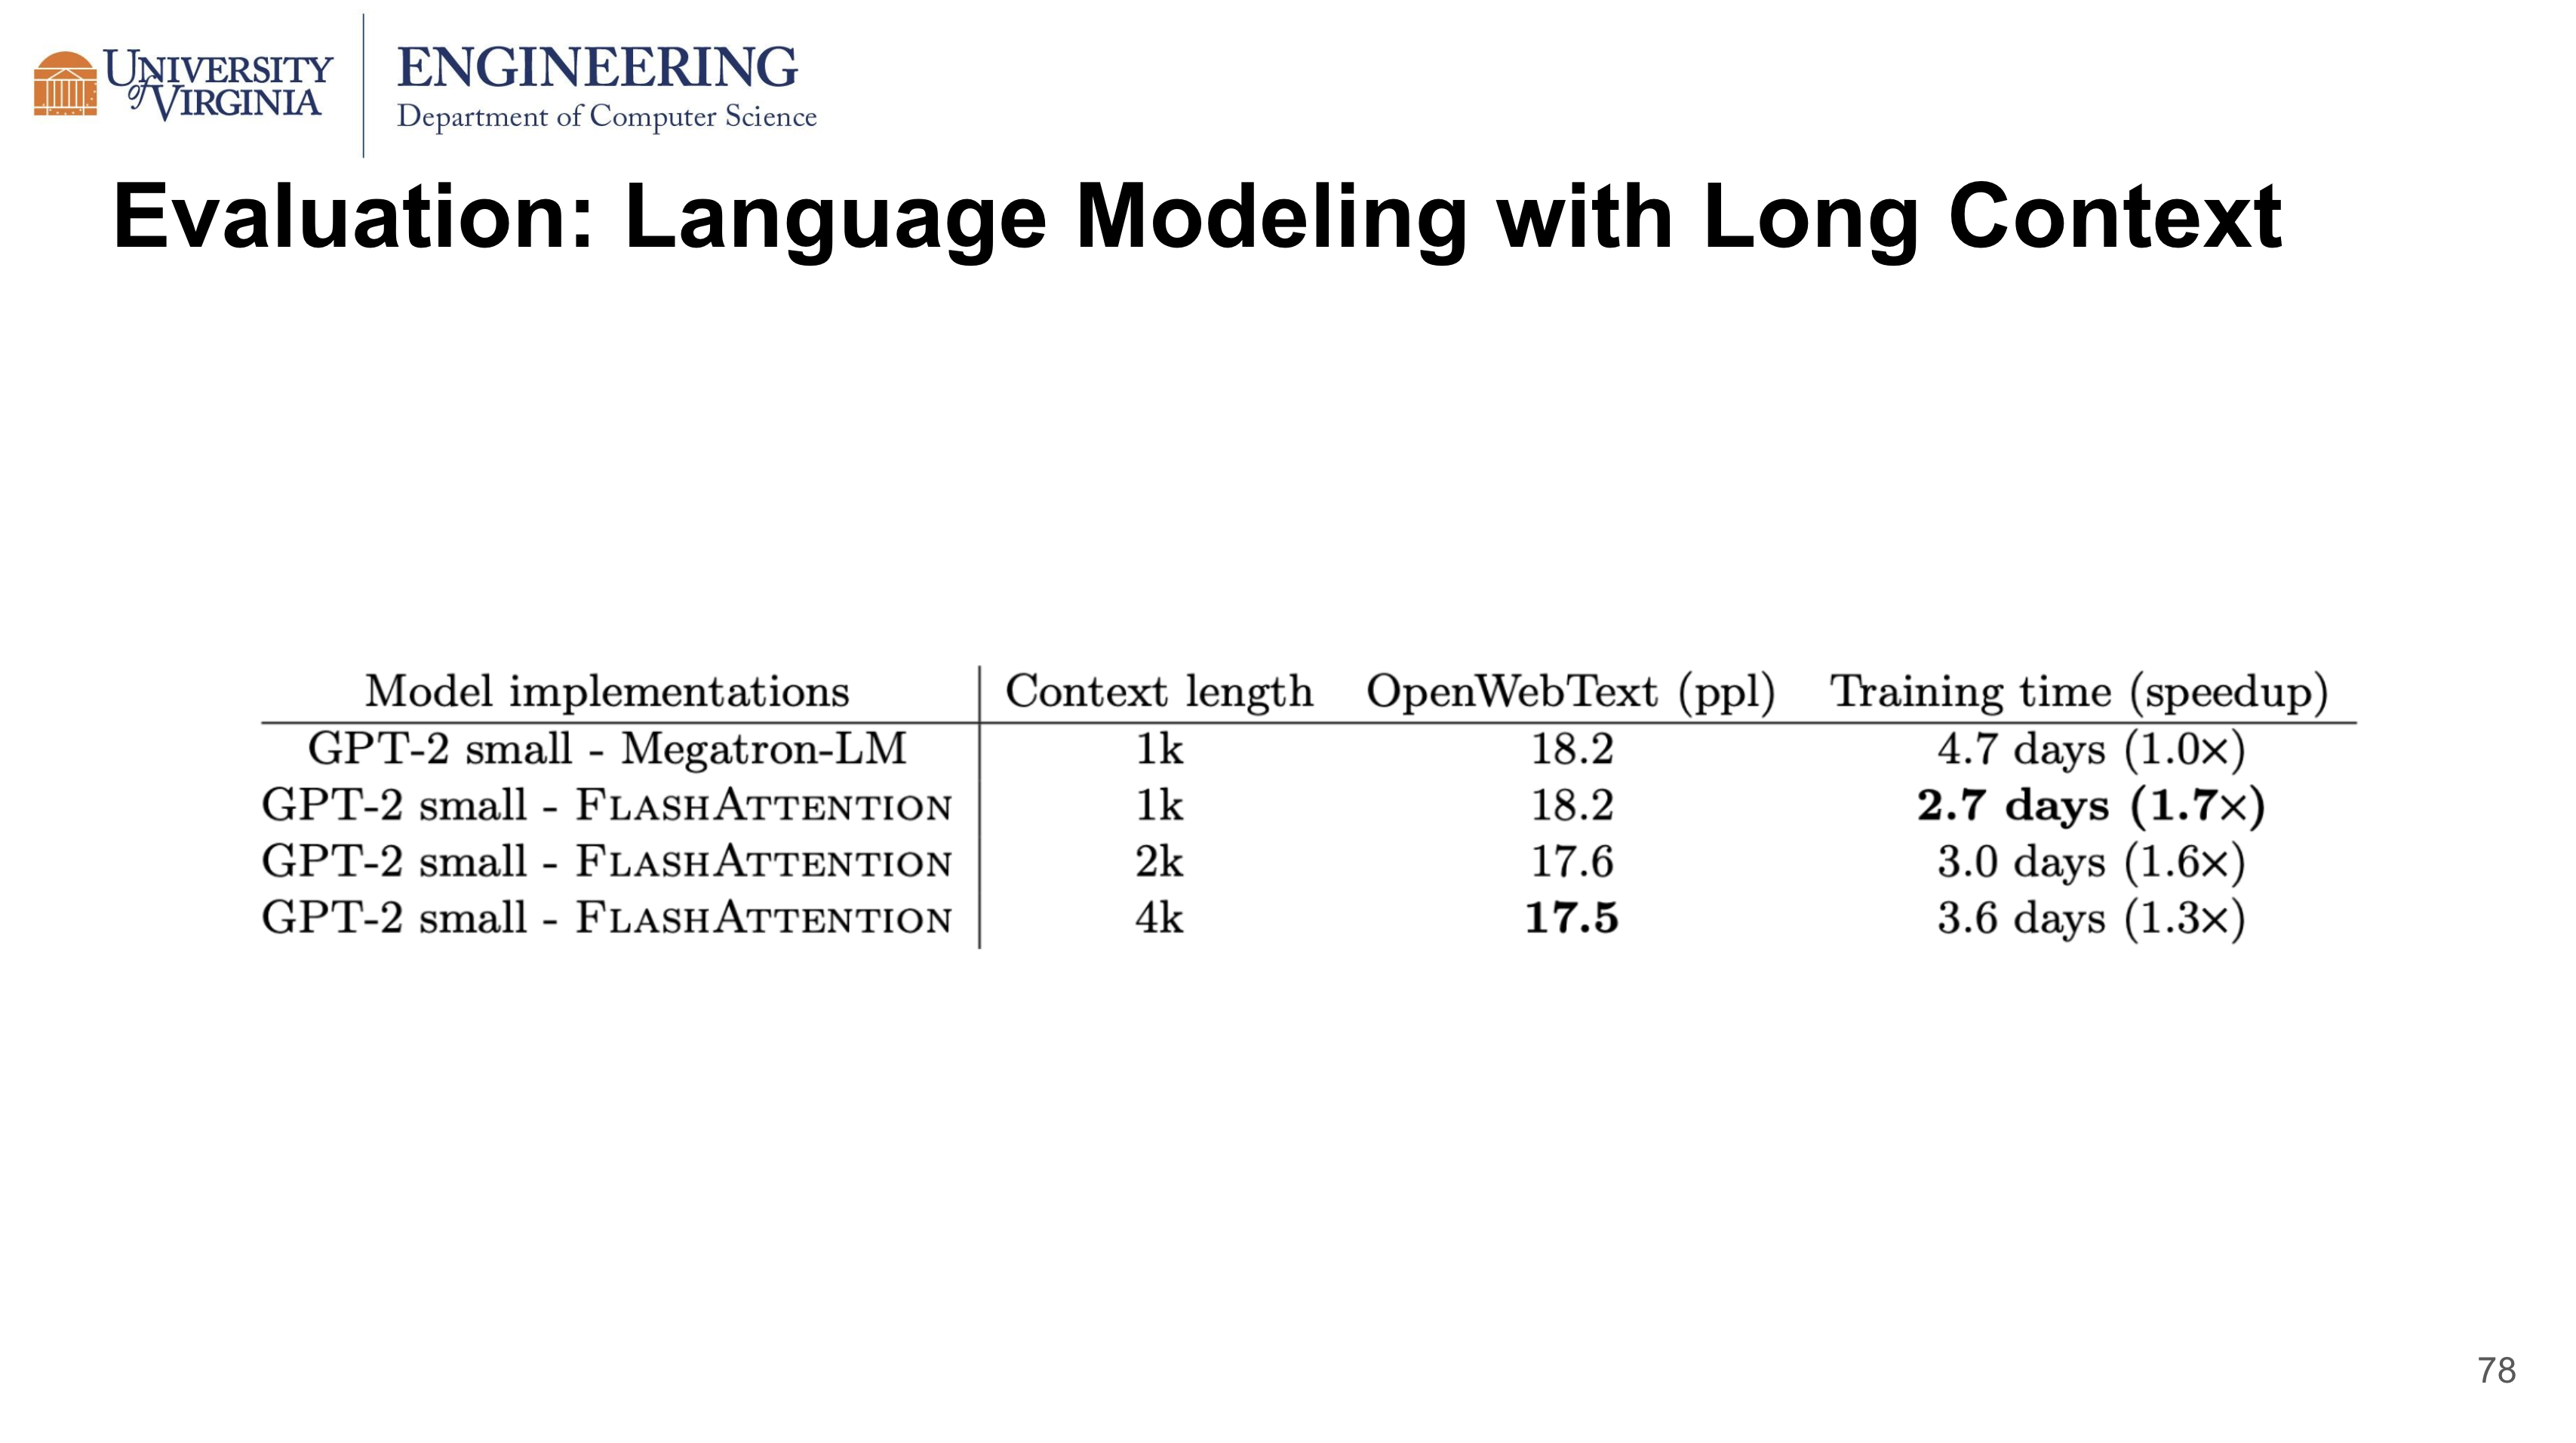 UNIVERSITY
of VIRGINIA
ENGINEERING
Department of Computer Science
Evaluation: Language Modeling with Long Context
Model implementations Context length OpenWebText (ppl) Training time (speedup)
GPT-2 small - Megatron-LM 1k 18.2 4.7 days (1.0×)
GPT-2 small - FLASHATTENTION 1k 18.2 2.7 days (1.7×)
GPT-2 small - FLASHATTENTION 2k 17.6 3.0 days (1.6×)
GPT-2 small - FLASHATTENTION 4k 17.5 3.6 days (1.3×)
78